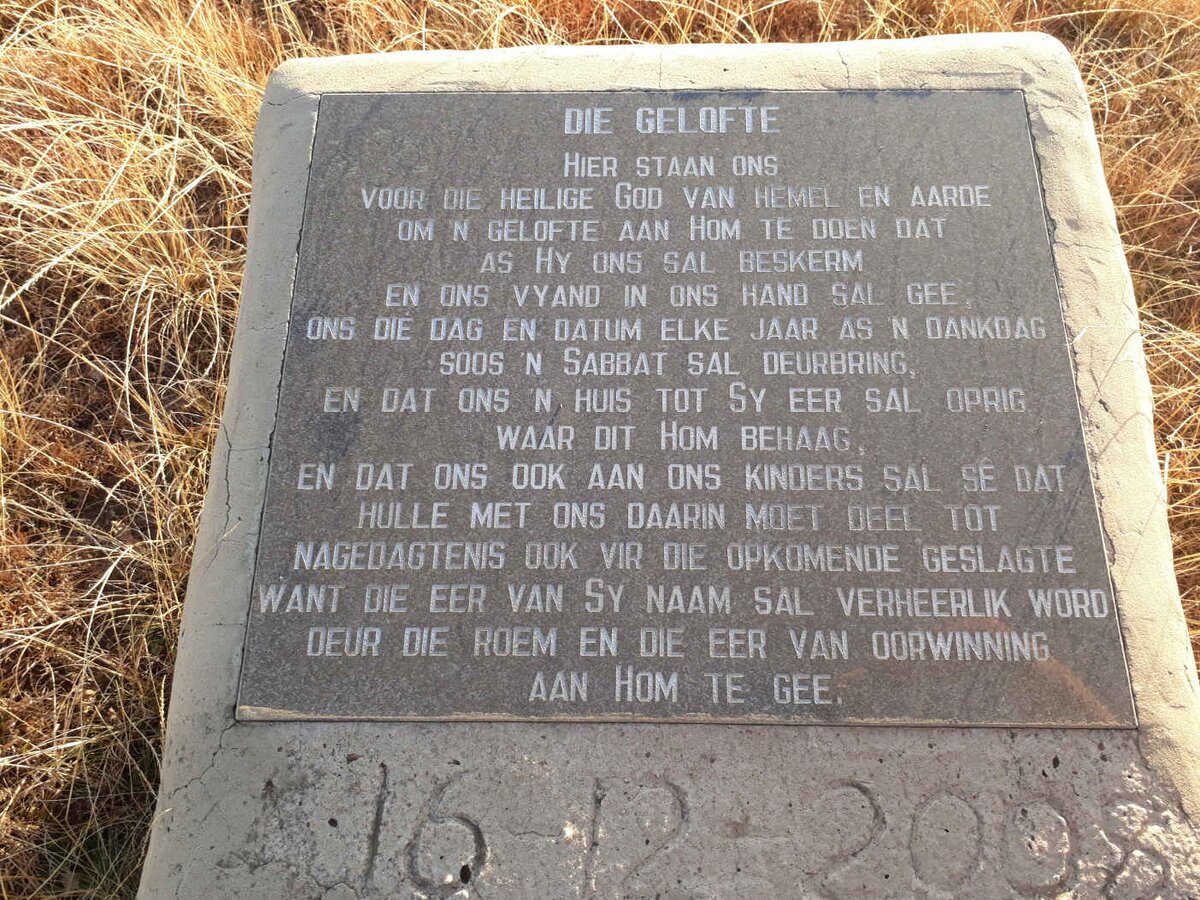 DIE GELOFTE
HIER STAAN ONS
VOOR DIE HEILIGE GOD VAN HEMEL EN AARDE
OM 'N GELOFTE AAN HOM TE DOEN DAT
AS HY ONS SAL BESKERM
EN ONS VYAND IN ONS HAND SAL GEE,
ONS DIE DAG EN DATUM ELKE JAAR AS 'N DANKDAG
SOOS 'N SABBAT SAL DEURBRING,
EN DAT ONS 'N HUIS TOT SY EER SAL OPRIG
WAAR DIT HOM BEHAAG,
EN DAT ONS OOK AAN ONS KINDERS SAL SÊ DAT
HULLE MET ONS DAARIN MOET DEEL TOT
NAGEDAGTENIS OOK VIR DIE OPKOMENDE GESLAGTE
WANT DIE EER VAN SY NAAM SAL VERHEERLIK WORD
DEUR DIE ROEM EN DIE EER VAN OORWINNING
AAN HOM TE GEE.
16-12-2008